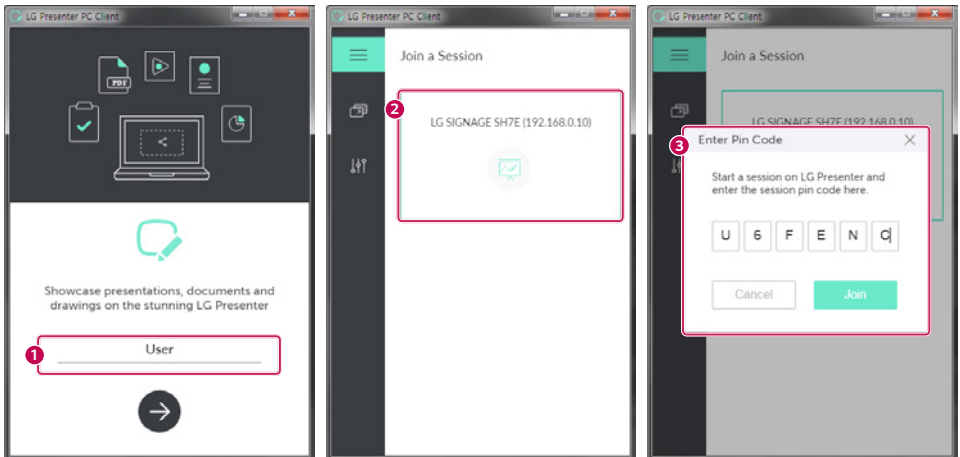 LG Presenter PC Client
PDF
Showcase presentations, documents and
drawings on the stunning LG Presenter
1
User
LG Presenter PC Client
Join a Session
2
LG SIGNAGE SH7E (192.168.0.10)
LG Presenter PC Client
Join a Session
LG SIGNAGE SH7E (192.168.0.10)
3
Enter Pin Code
Start a session on LG Presenter and
enter the session pin code here.
U 6 F E N C
Cancel Join